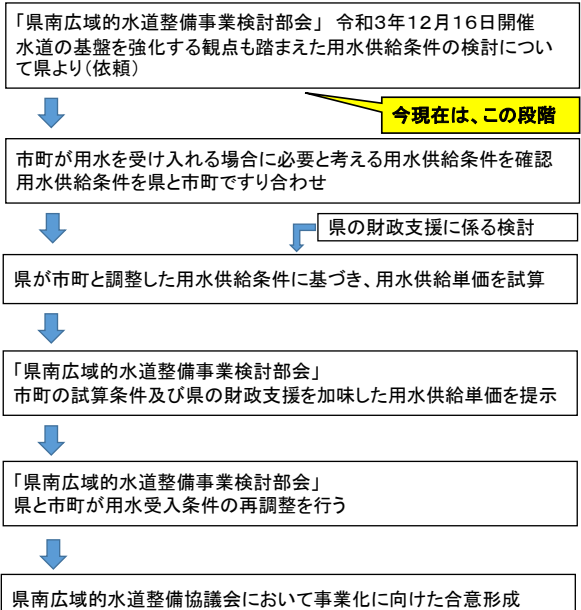 「県南広域的水道整備事業検討部会」 令和3年12月16日開催
水道の基盤を強化する観点も踏まえた用水供給条件の検討につい
て県より(依頼)
今現在は、この段階
市町が用水を受け入れる場合に必要と考える用水供給条件を確認
用水供給条件を県と市町ですり合わせ
県の財政支援に係る検討
県が市町と調整した用水供給条件に基づき、用水供給単価を試算
「県南広域的水道整備事業検討部会」
市町の試算条件及び県の財政支援を加味した用水供給単価を提示
「県南広域的水道整備事業検討部会」
県と市町が用水受入条件の再調整を行う
県南広域的水道整備協議会において事業化に向けた合意形成